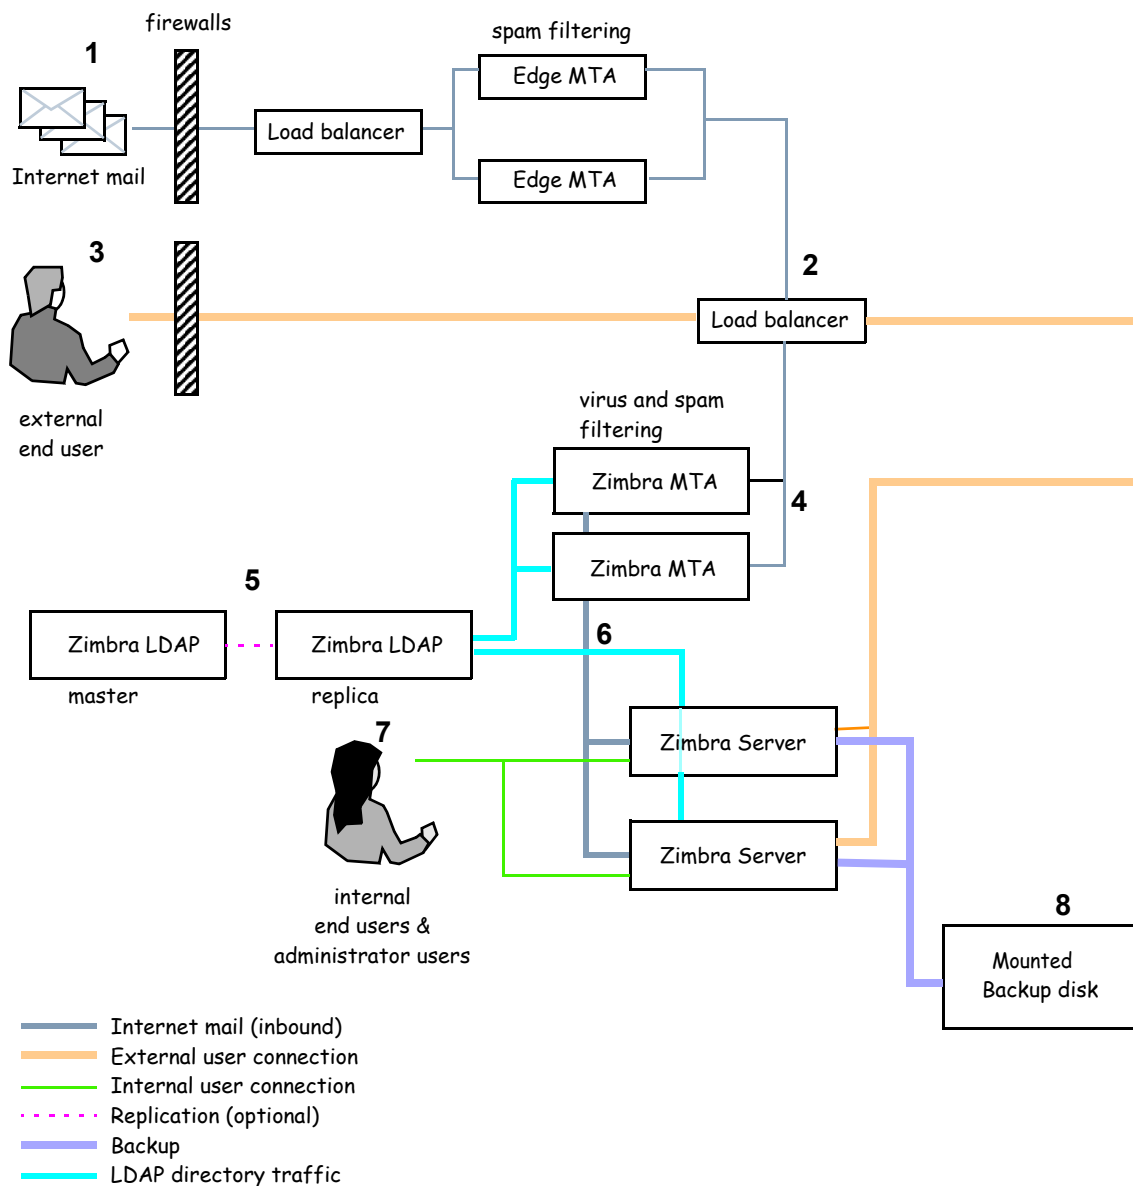 firewalls
spam filtering
1
Edge MTA
Load balancer
Internet mail
Edge MTA
3
2
Load balancer
external
end user
virus and spam
filtering
Zimbra MTA
4
Zimbra MTA
5
6
Zimbra LDAP
Zimbra LDAP
master
replica
7
Zimbra Server
Zimbra Server
internal
end users &
administrator users
8
Mounted
Backup disk
Internet mail (inbound)
External user connection
Internal user connection
Replication (optional)
Backup
LDAP directory traffic